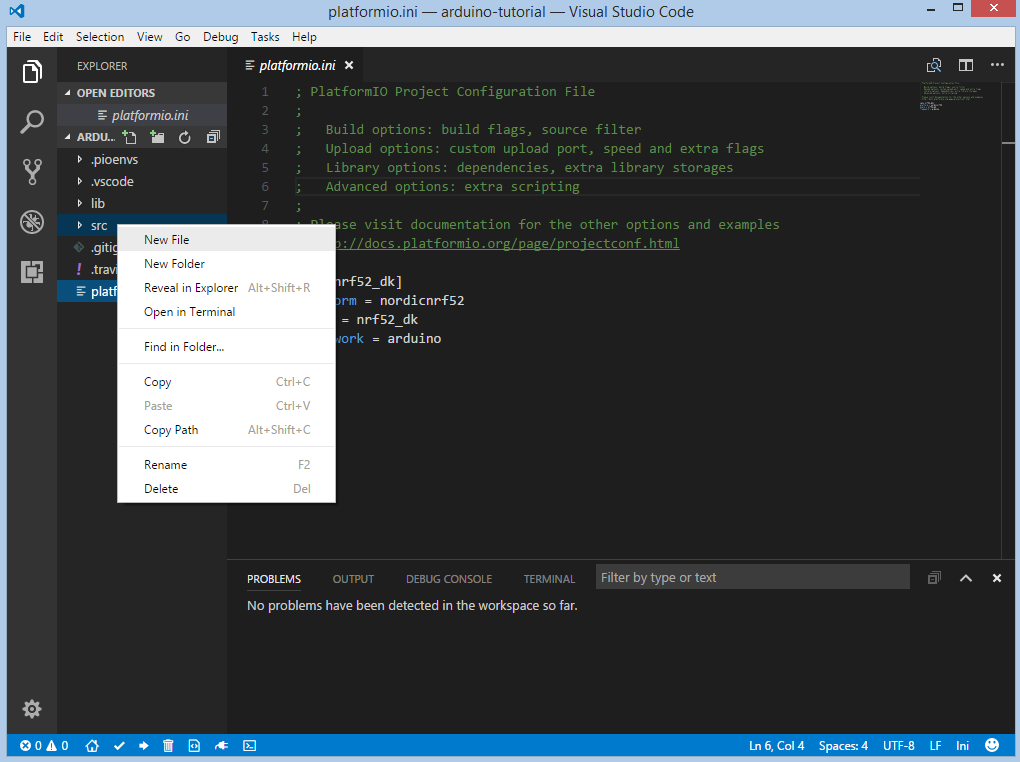 platformio.ini — arduino-tutorial — Visual Studio Code
File Edit Selection View Go Debug Tasks Help
EXPLORER
OPEN EDITORS
platformio.ini
ARDU...
.pioenvs
.vscode
lib
src
.gitig
.travi
platf
New File
New Folder
Reveal in Explorer Alt+Shift+R
Open in Terminal
Find in Folder...
Copy Ctrl+C
Paste Ctrl+V
Copy Path Alt+Shift+C
Rename F2
Delete Del
platformio.ini
1 ; PlatformIO Project Configuration File
2 ;
3 ; Build options: build flags, source filter
4 ; Upload options: custom upload port, speed and extra flags
5 ; Library options: dependencies, extra library storages
6 ; Advanced options: extra scripting
7 ;
8 ; Please visit documentation for the other options and examples
://docs.platformio.org/page/projectconf.html
nrf52_dk]
orm = nordicnrf52
= nrf52_dk
work = arduino
PROBLEMS OUTPUT DEBUG CONSOLE TERMINAL Filter by type or text
No problems have been detected in the workspace so far.
0 0 Ln 6, Col 4 Spaces: 4 UTF-8 LF Ini